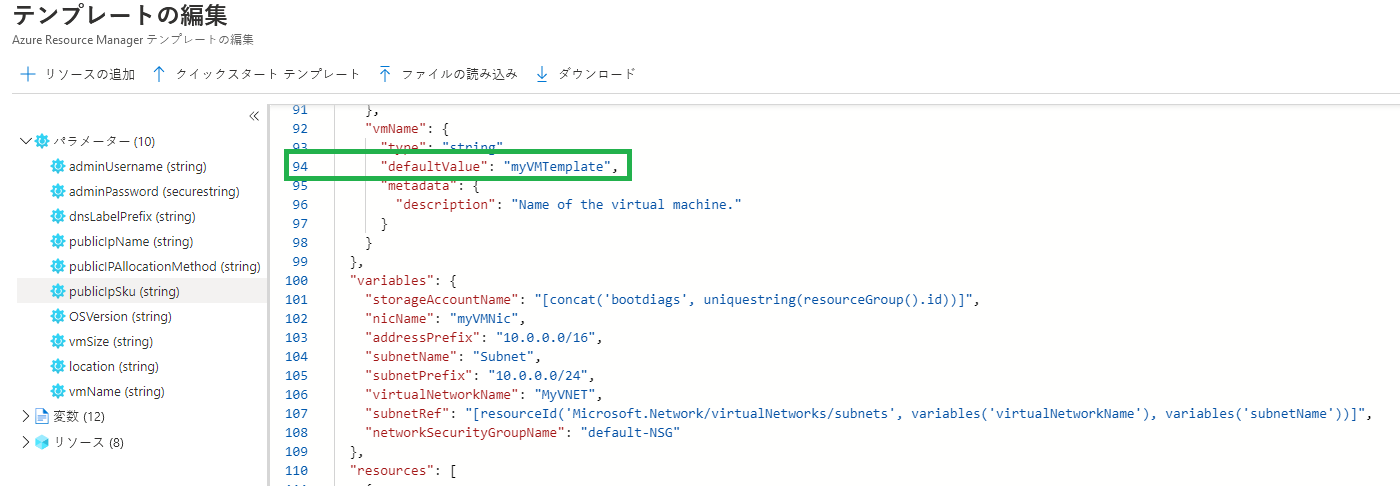 テンプレートの編集
Azure Resource Manager テンプレートの編集
リソースの追加 クイックスタート テンプレート ファイルの読み込み ダウンロード
パラメーター (10)
adminUsername (string)
adminPassword (securestring)
dnsLabelPrefix (string)
publicIpName (string)
publicIPAllocationMethod (string)
publicIpSku (string)
OSVersion (string)
vmSize (string)
location (string)
vmName (string)
変数 (12)
リソース (8)
91 },
92 "vmName": {
93 "type": "string"
94 "defaultValue": "myVMTemplate",
95 "metadata": {
96 "description": "Name of the virtual machine."
97 }
98 }
99 },
100 "variables": {
101 "storageAccountName": "[concat('bootdiags', uniquestring(resourceGroup().id))]",
102 "nicName": "myVMNic",
103 "addressPrefix": "10.0.0.0/16",
104 "subnetName": "Subnet",
105 "subnetPrefix": "10.0.0.0/24",
106 "virtualNetworkName": "MyVNET",
107 "subnetRef": "[resourceId('Microsoft.Network/virtualNetworks/subnets', variables('virtualNetworkName'), variables('subnetName'))]",
108 "networkSecurityGroupName": "default-NSG"
109 },
110 "resources": [